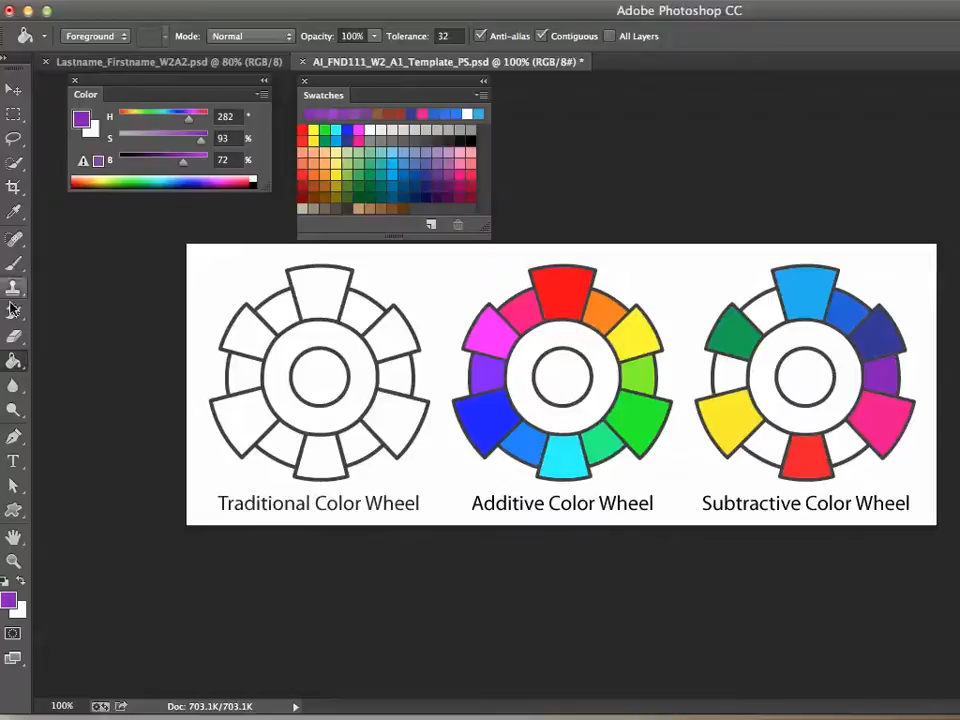 Adobe Photoshop CC
Foreground Mode: Normal Opacity: 100% Tolerance: 32 Anti-alias Contiguous All Layers
Lastname_Firstname_W2A2.psd @ 80% (RGB/8) AI_FND111_W2_A1_Template_PS.psd @ 100% (RGB/8#) *
Color
Swatches
H 282 °
S 93 %
B 72 %
Traditional Color Wheel Additive Color Wheel Subtractive Color Wheel
100% Doc: 703.1K/703.1K